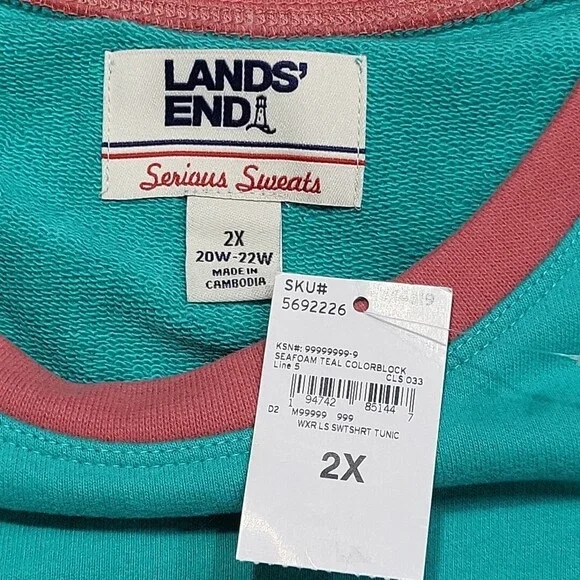 LANDS'
END
Serious Sweats
2X
20W-22W
MADE IN
CAMBODIA
SKU#
5692226
KSN#: 99999999-9
SEAFOAM TEAL COLORBLOCK
Line 5 CLS 033
1 94742 85144 7
D2 M99999 999
WXR LS SWTSHRT TUNIC
2X